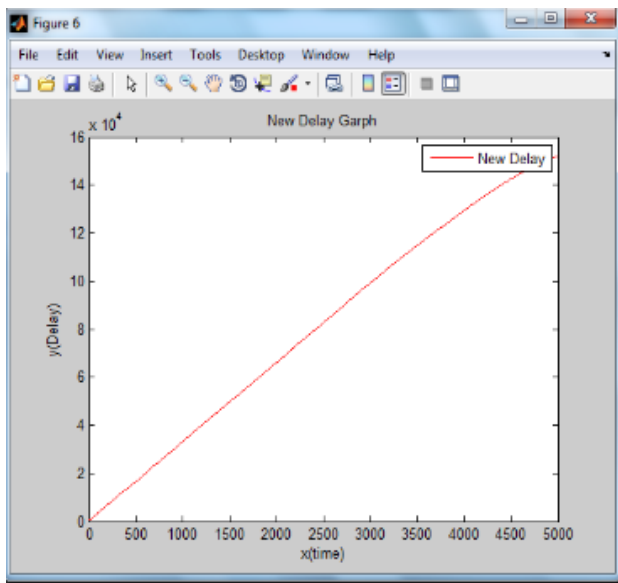 Figure 6
File Edit View Insert Tools Desktop Window Help
x 10^4
New Delay Garph
New Delay
16
14
12
10
8
6
4
2
0
y(Delay)
0 500 1000 1500 2000 2500 3000 3500 4000 4500 5000
x(time)